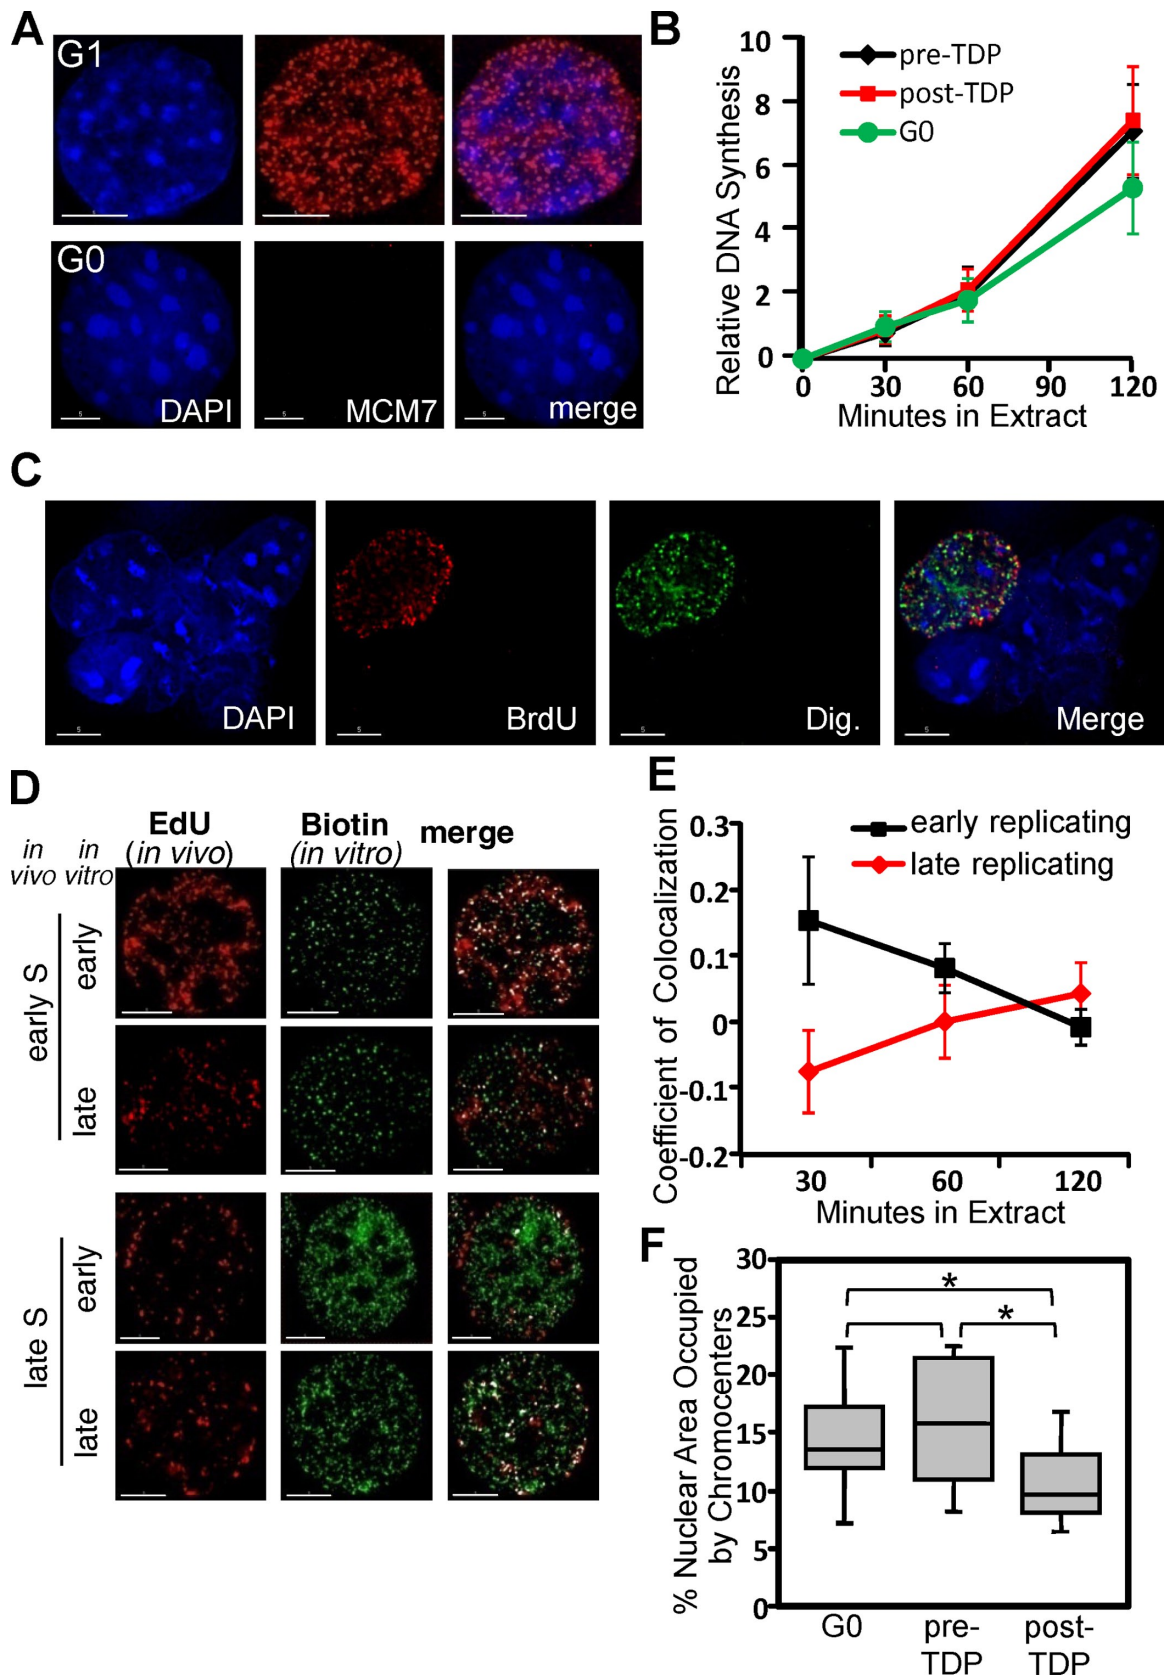 A
G1
G0
DAPI
MCM7
merge
B
Relative DNA Synthesis
10
8
6
4
2
0
pre-TDP
post-TDP
G0
0 30 60 90 120
Minutes in Extract
C
DAPI
BrdU
Dig.
Merge
D
in vivo
in vitro
EdU
(in vivo)
Biotin
(in vitro)
merge
early S
early
late
late S
early
late
E
Coefficient of Colocalization
0.3
0.2
0.1
0
-0.1
-0.2
early replicating
late replicating
30 60 120
Minutes in Extract
F
% Nuclear Area Occupied
by Chromocenters
30
25
20
15
10
5
0
*
*
G0
pre-
TDP
post-
TDP